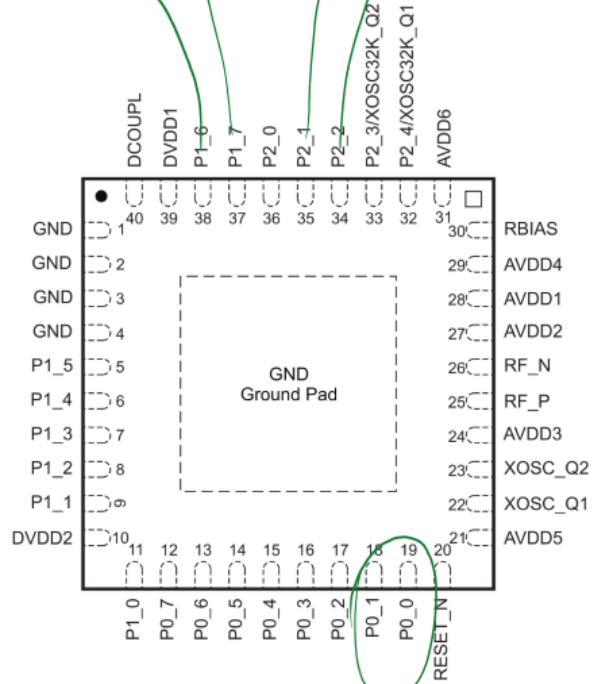 DCOUPL
DVDD1
P1_6
P1_7
P2_0
P2_1
P2_2
P2_3/XOSC32K_Q2
P2_4/XOSC32K_Q1
AVDD6
40 39 38 37 36 35 34 33 32 31
GND 1
GND 2
GND 3
GND 4
P1_5 5
P1_4 6
P1_3 7
P1_2 8
P1_1 9
DVDD2 10
GND
Ground Pad
30 RBIAS
29 AVDD4
28 AVDD1
27 AVDD2
26 RF_N
25 RF_P
24 AVDD3
23 XOSC_Q2
22 XOSC_Q1
21 AVDD5
11 12 13 14 15 16 17 18 19 20
P1_0
P0_7
P0_6
P0_5
P0_4
P0_3
P0_2
P0_1
P0_0
RESET_N